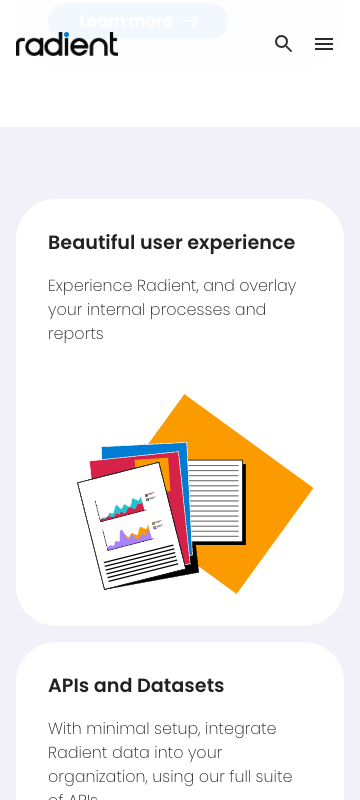 Learn more →
radient
Beautiful user experience
Experience Radient, and overlay
your internal processes and
reports
APIs and Datasets
With minimal setup, integrate
Radient data into your
organization, using our full suite
of APIs